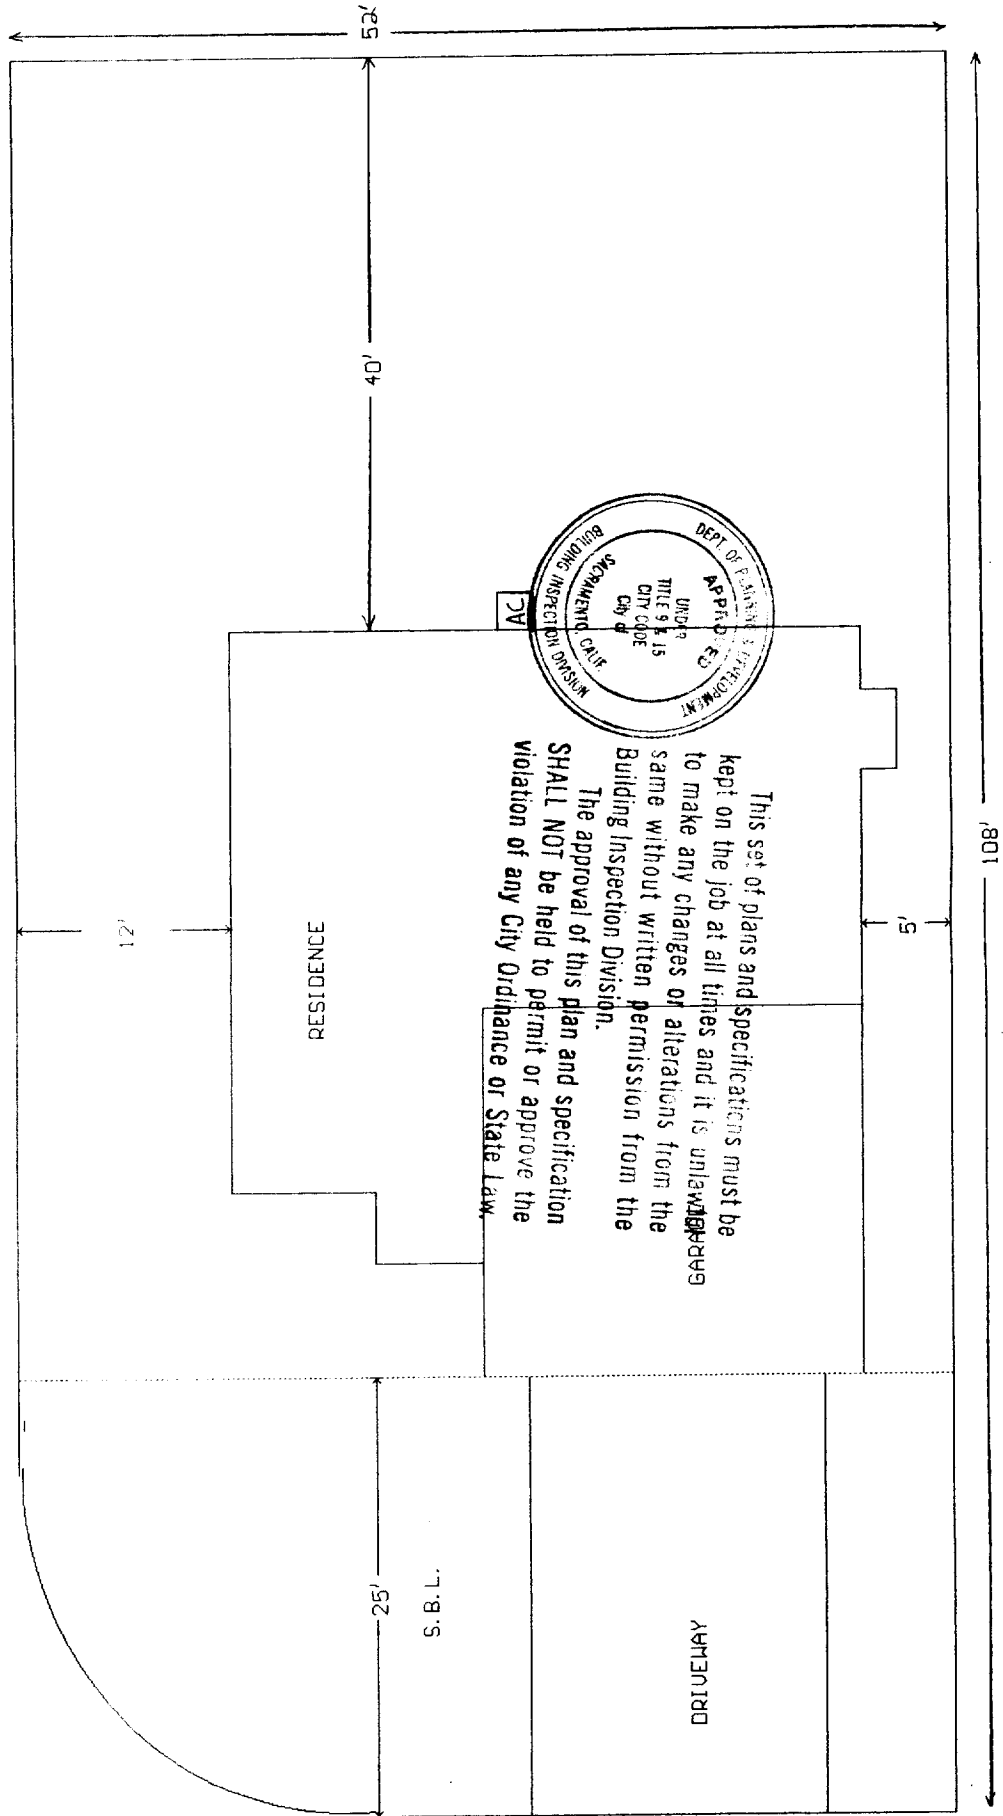 52'
40'
108'
12'
5'
25'
RESIDENCE
AC
S.B.L.
DRIVEWAY
DEPT. OF PLANNING & DEVELOPMENT
APPROVED
UNDER
TITLE 9 & 15
CITY CODE
City of
SACRAMENTO, CALIF.
BUILDING INSPECTION DIVISION
This set of plans and specifications must be
kept on the job at all times and it is
to make any changes or alterations from the
same without written permission from the
Building Inspection Division.
The approval of this plan and specification
SHALL NOT be held to permit or approve the
violation of any City Ordinance or State Law.